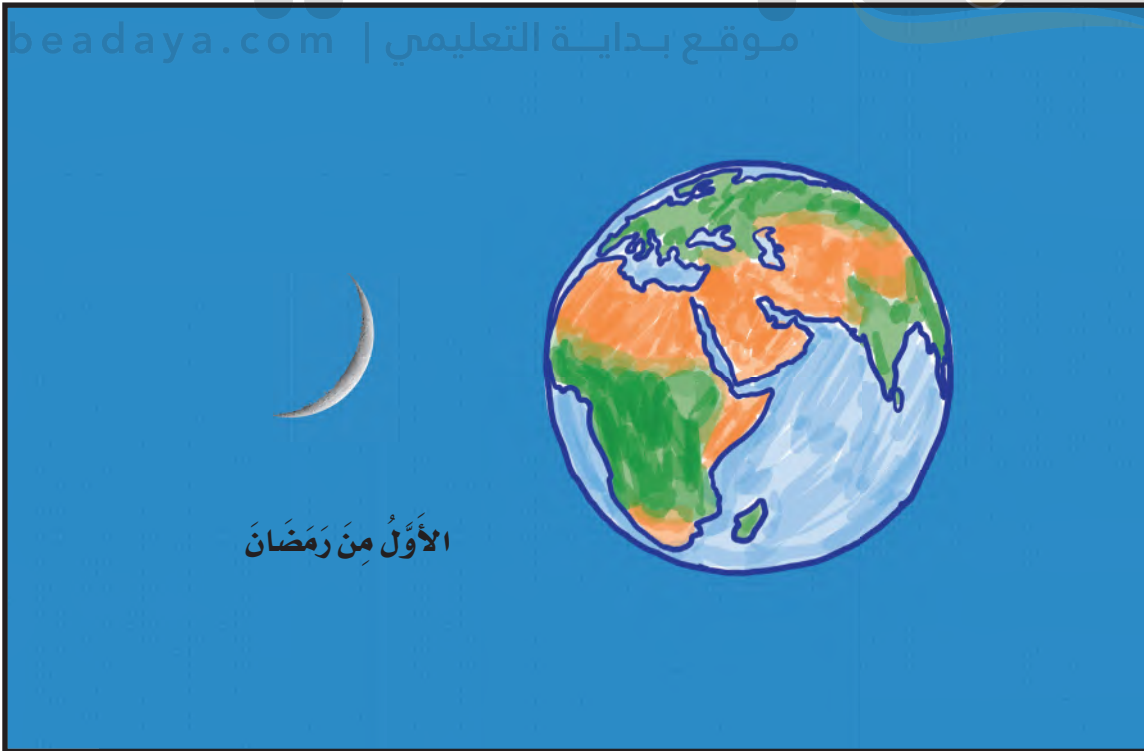 موقع بداية التعليمي | beadaya.com
الأَوَّلُ مِنَ رَمَضَانَ